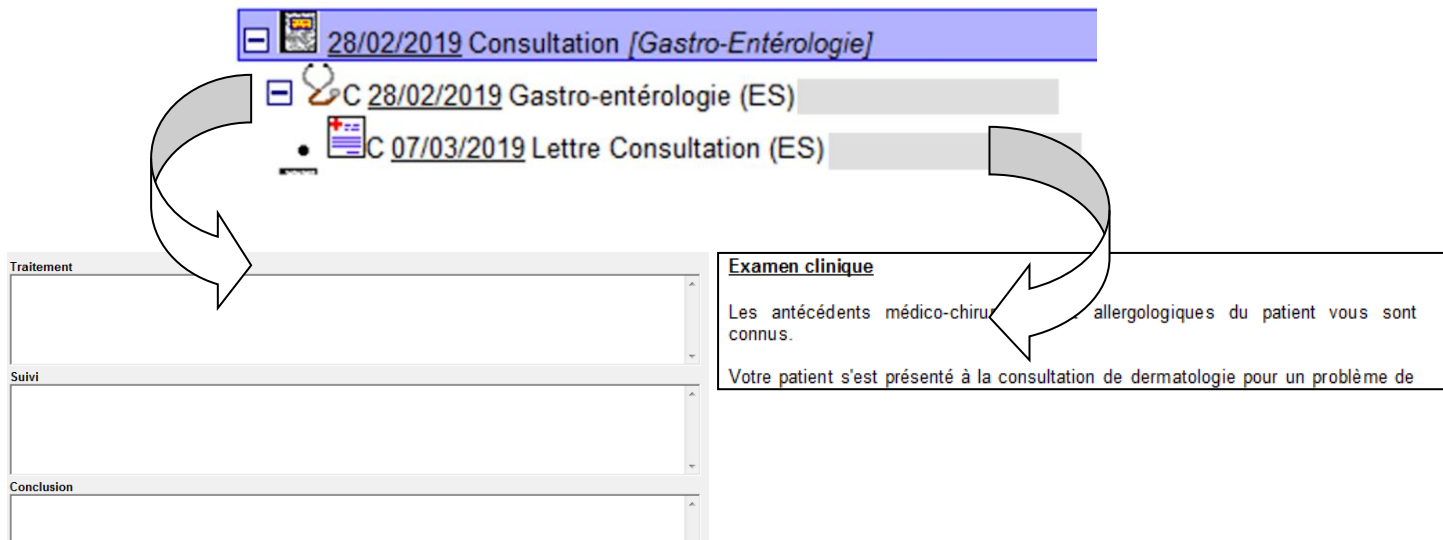 28/02/2019 Consultation [Gastro-Entérologie]
C 28/02/2019 Gastro-entérologie (ES)
C 07/03/2019 Lettre Consultation (ES)
Traitement
Suivi
Conclusion
Examen clinique
Les antécédents médico-chiru allergologiques du patient vous sont
connus.
Votre patient s'est présenté à la consultation de dermatologie pour un problème de